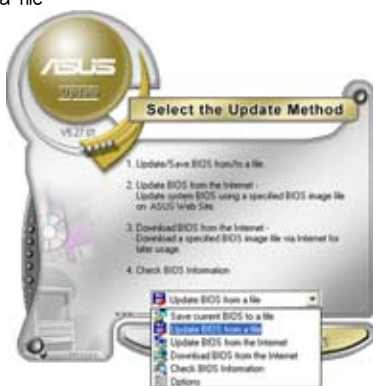 a file
ASUS
Update
V5.27.01
Select the Update Method
1. Update/Save BIOS from/to a file.
2. Update BIOS from the Internet -
Update system BIOS using a specified BIOS image file
on ASUS Web Site.
3. Download BIOS from the Internet -
Download a specified BIOS image file via Internet for
later usage.
4. Check BIOS Information
Update BIOS from a file
Save current BIOS to a file
Update BIOS from a file
Update BIOS from the Internet
Download BIOS from the Internet
Check BIOS Information
Options